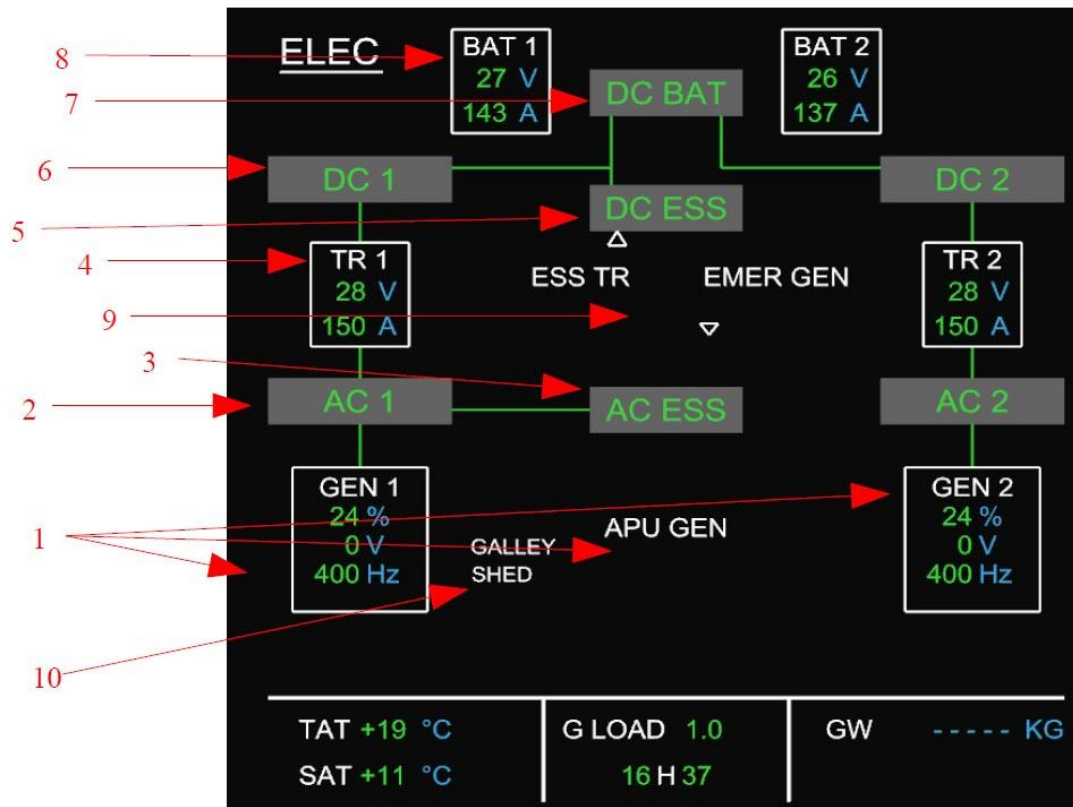 8
ELEC
BAT 1
27 V
143 A
BAT 2
26 V
137 A
7
DC BAT
6
DC 1
DC 2
5
DC ESS
4
TR 1
28 V
150 A
ESS TR
EMER GEN
TR 2
28 V
150 A
9
3
2
AC 1
AC ESS
AC 2
1
GEN 1
24 %
0 V
400 Hz
GALLEY
SHED
APU GEN
GEN 2
24 %
0 V
400 Hz
10
TAT +19 °C
SAT +11 °C
G LOAD 1.0
16 H 37
GW ----- KG